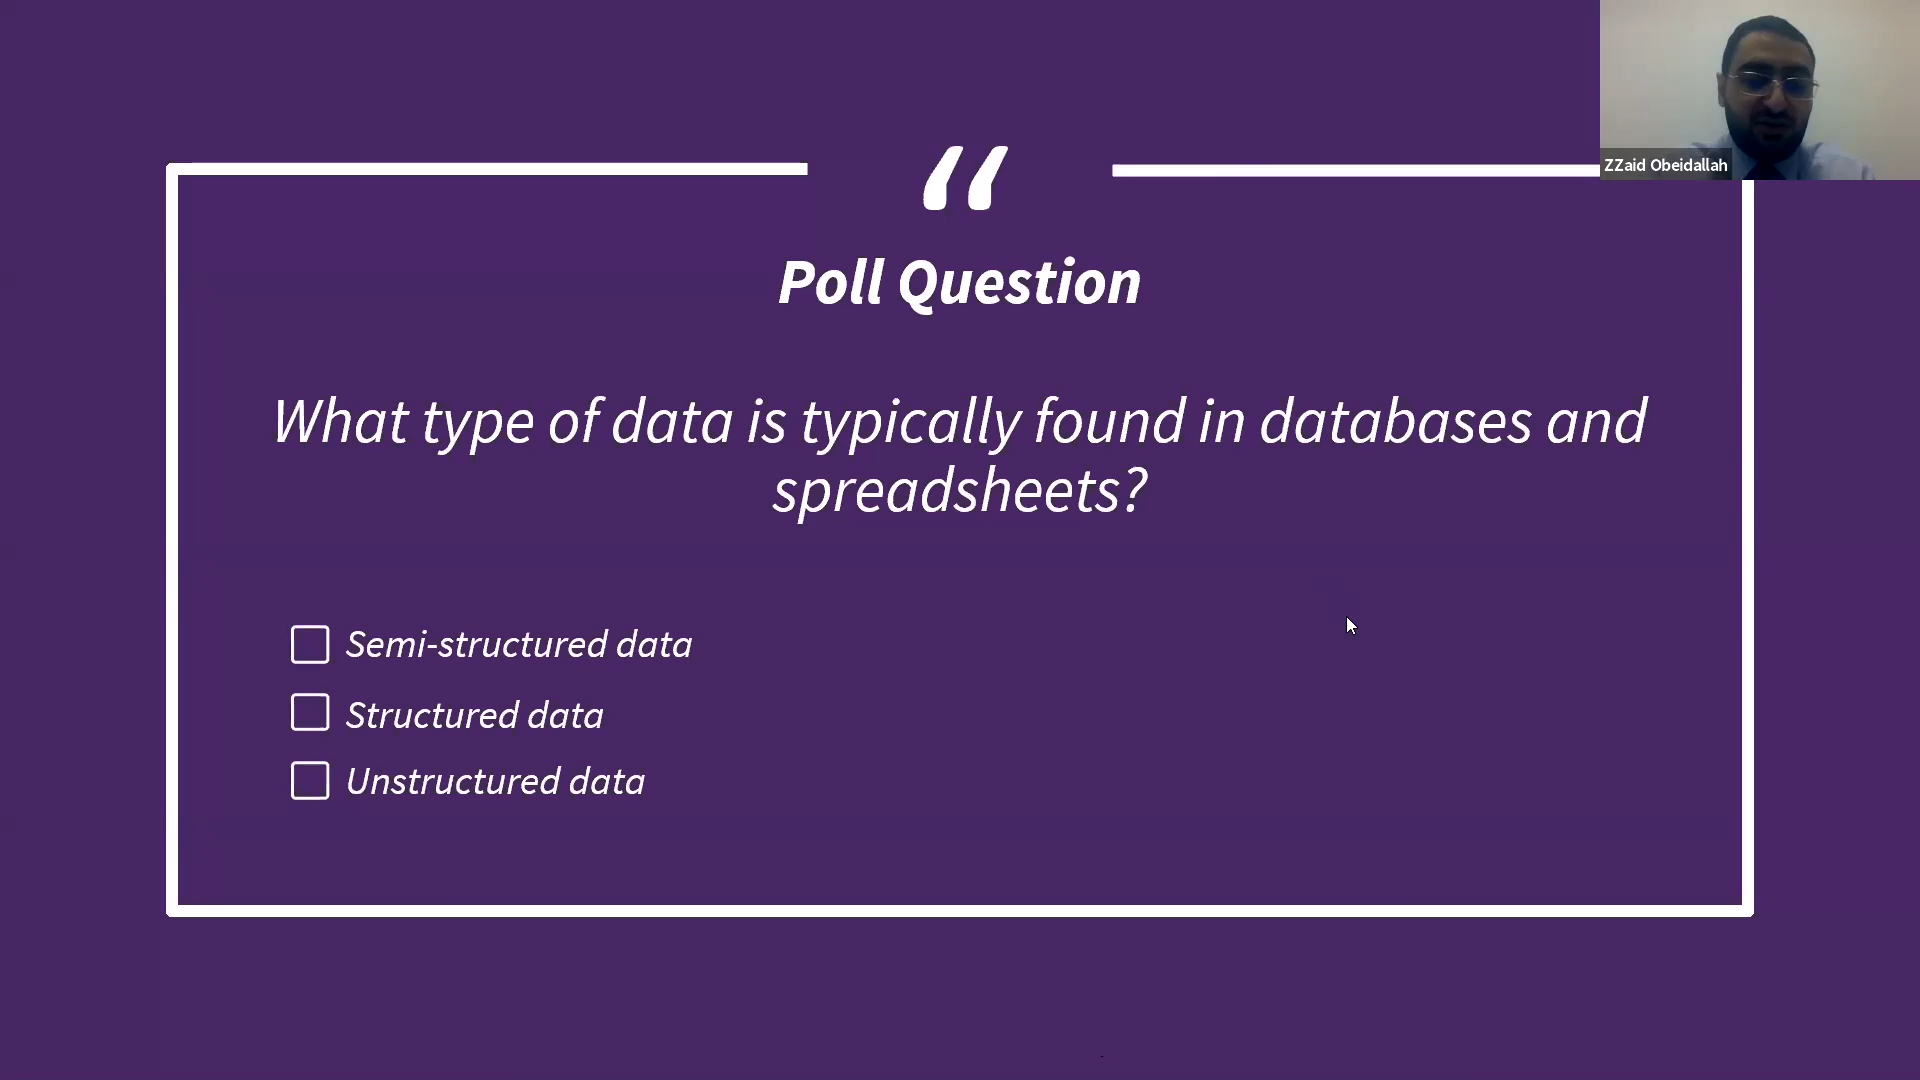 ZZaid Obeidallah
“
Poll Question
What type of data is typically found in databases and
spreadsheets?
Semi-structured data
Structured data
Unstructured data